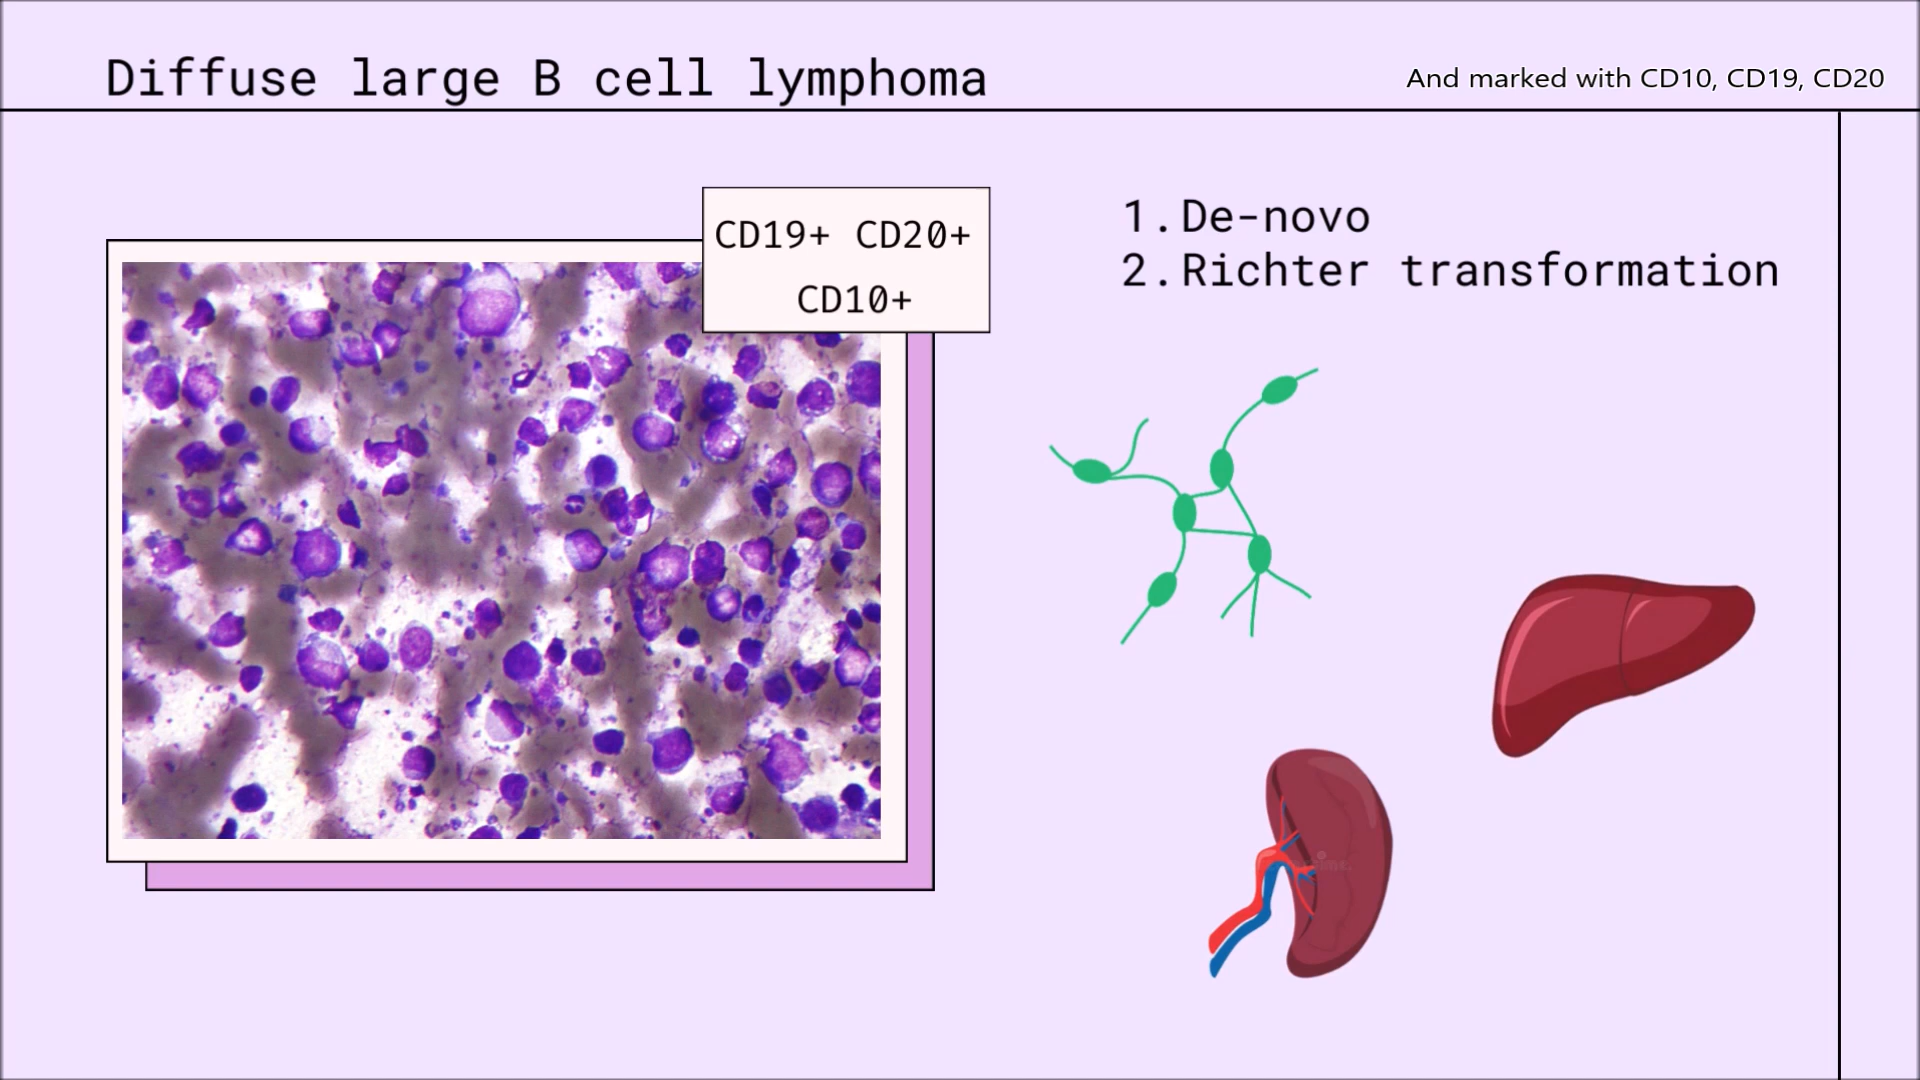 Diffuse large B cell lymphoma
And marked with CD10, CD19, CD20
CD19+ CD20+
CD10+
1. De-novo
2. Richter transformation